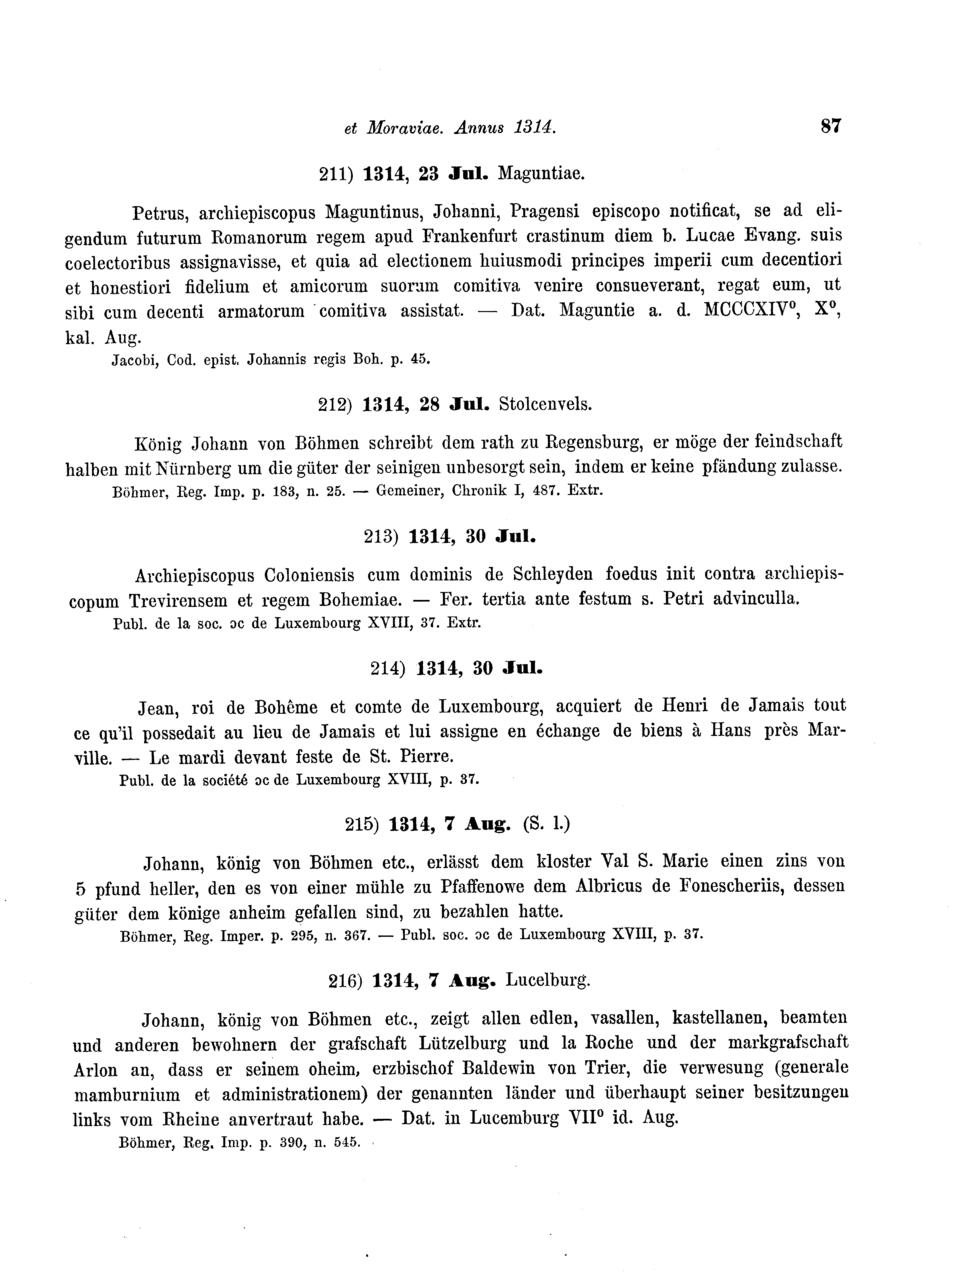 et Moraviae. Annus 1314. 87
211) 1314, 23 Jul. Maguntiae.
Petrus, archiepiscopus Maguntinus, Johanni, Pragensi episcopo notificat, se ad eli-
gendum futurum Romanorum regem apud Frankenfurt crastinum diem b. Lucae Evang. suis
coelectoribus assignavisse, et quia ad electionem huiusmodi principes imperii cum decentiori
et honestiori fidelium et amicorum suorum comitiva venire consueverant, regat eum, ut
sibi cum decenti armatorum comitiva assistat. — Dat. Maguntie a. d. MCCCXIV⁰, X⁰,
kal. Aug.
Jacobi, Cod. epist. Johannis regis Boh. p. 45.
212) 1314, 28 Jul. Stolcenvels.
König Johann von Böhmen schreibt dem rath zu Regensburg, er möge der feindschaft
halben mit Nürnberg um die güter der seinigen unbesorgt sein, indem er keine pfändung zulasse.
Böhmer, Reg. Imp. p. 183, n. 25. — Gemeiner, Chronik I, 487. Extr.
213) 1314, 30 Jul.
Archiepiscopus Coloniensis cum dominis de Schleyden foedus init contra archiepis-
copum Trevirensem et regem Bohemiae. — Fer. tertia ante festum s. Petri advinculla.
Publ. de la soc. ɔc de Luxembourg XVIII, 37. Extr.
214) 1314, 30 Jul.
Jean, roi de Bohême et comte de Luxembourg, acquiert de Henri de Jamais tout
ce qu'il possedait au lieu de Jamais et lui assigne en échange de biens à Hans près Mar-
ville. — Le mardi devant feste de St. Pierre.
Publ. de la société ɔc de Luxembourg XVIII, p. 37.
215) 1314, 7 Aug. (S. l.)
Johann, könig von Böhmen etc., erlässt dem kloster Val S. Marie einen zins von
5 pfund heller, den es von einer mühle zu Pfaffenowe dem Albricus de Fonescheriis, dessen
güter dem könige anheim gefallen sind, zu bezahlen hatte.
Böhmer, Reg. Imper. p. 295, n. 367. — Publ. soc. ɔc de Luxembourg XVIII, p. 37.
216) 1314, 7 Aug. Lucelburg.
Johann, könig von Böhmen etc., zeigt allen edlen, vasallen, kastellanen, beamten
und anderen bewohnern der grafschaft Lützelburg und la Roche und der markgrafschaft
Arlon an, dass er seinem oheim, erzbischof Baldewin von Trier, die verwesung (generale
mamburnium et administrationem) der genannten länder und überhaupt seiner besitzungen
links vom Rheine anvertraut habe. — Dat. in Lucemburg VII⁰ id. Aug.
Böhmer, Reg. Imp. p. 390, n. 545.